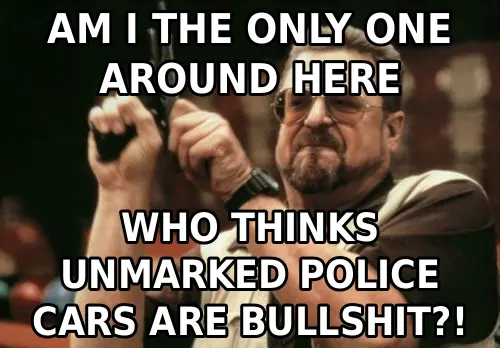 AM I THE ONLY ONE
AROUND HERE
WHO THINKS
UNMARKED POLICE
CARS ARE BULLSHIT?!